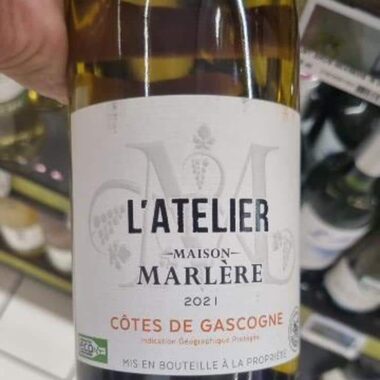 L'ATELIER
MAISON
MARLÈRE
2021
CÔTES DE GASCOGNE
Indication Géographique Protégée
MIS EN BOUTEILLE À LA PROPRIÉTÉ